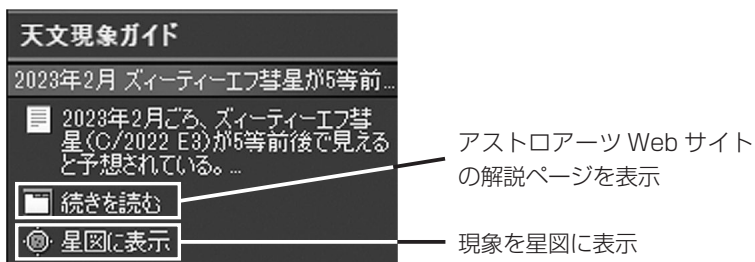 天文現象ガイド
2023年2月 ズィーティーエフ彗星が5等前...
2023年2月ごろ、ズィーティーエフ彗
星(C/2022 E3)が5等前後で見える
と予想されている。...
続きを読む
星図に表示
アストロアーツ Web サイト
の解説ページを表示
現象を星図に表示